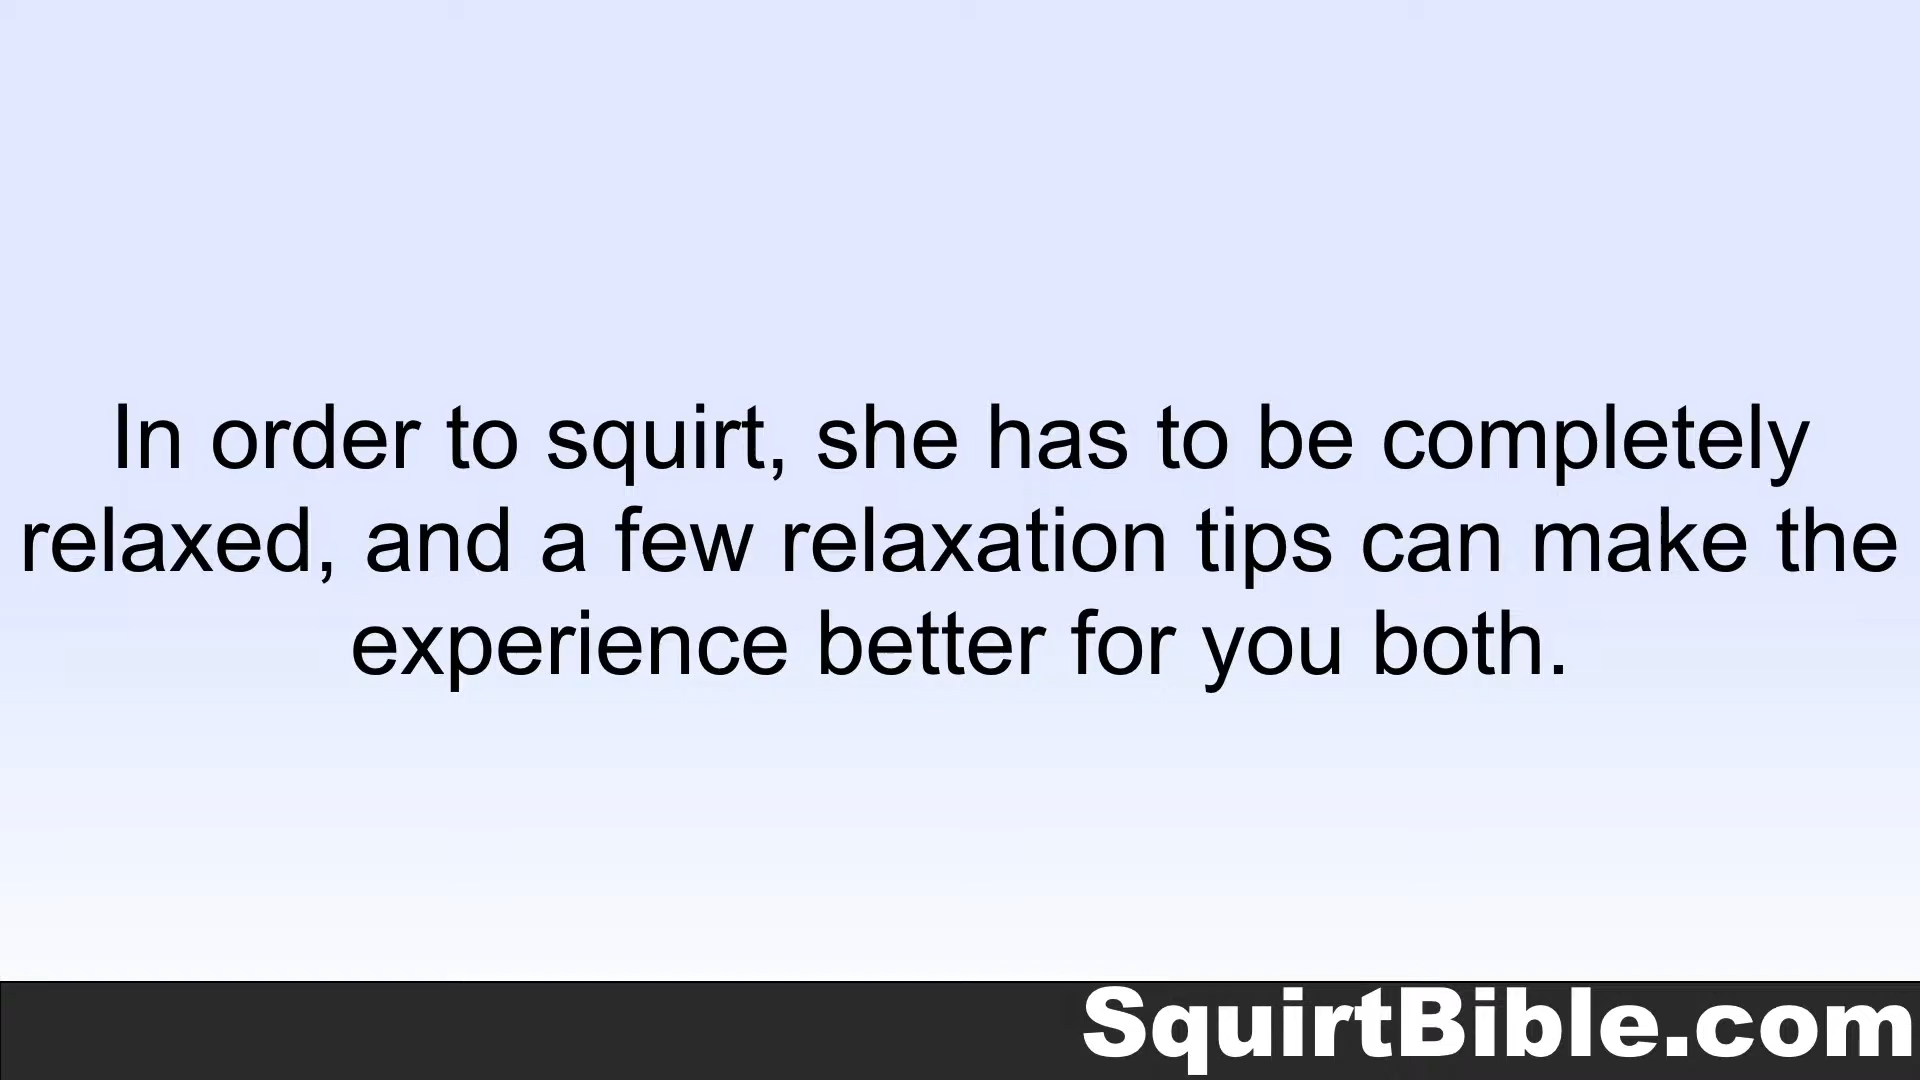 In order to squirt, she has to be completely
relaxed, and a few relaxation tips can make the
experience better for you both.
SquirtBible.com